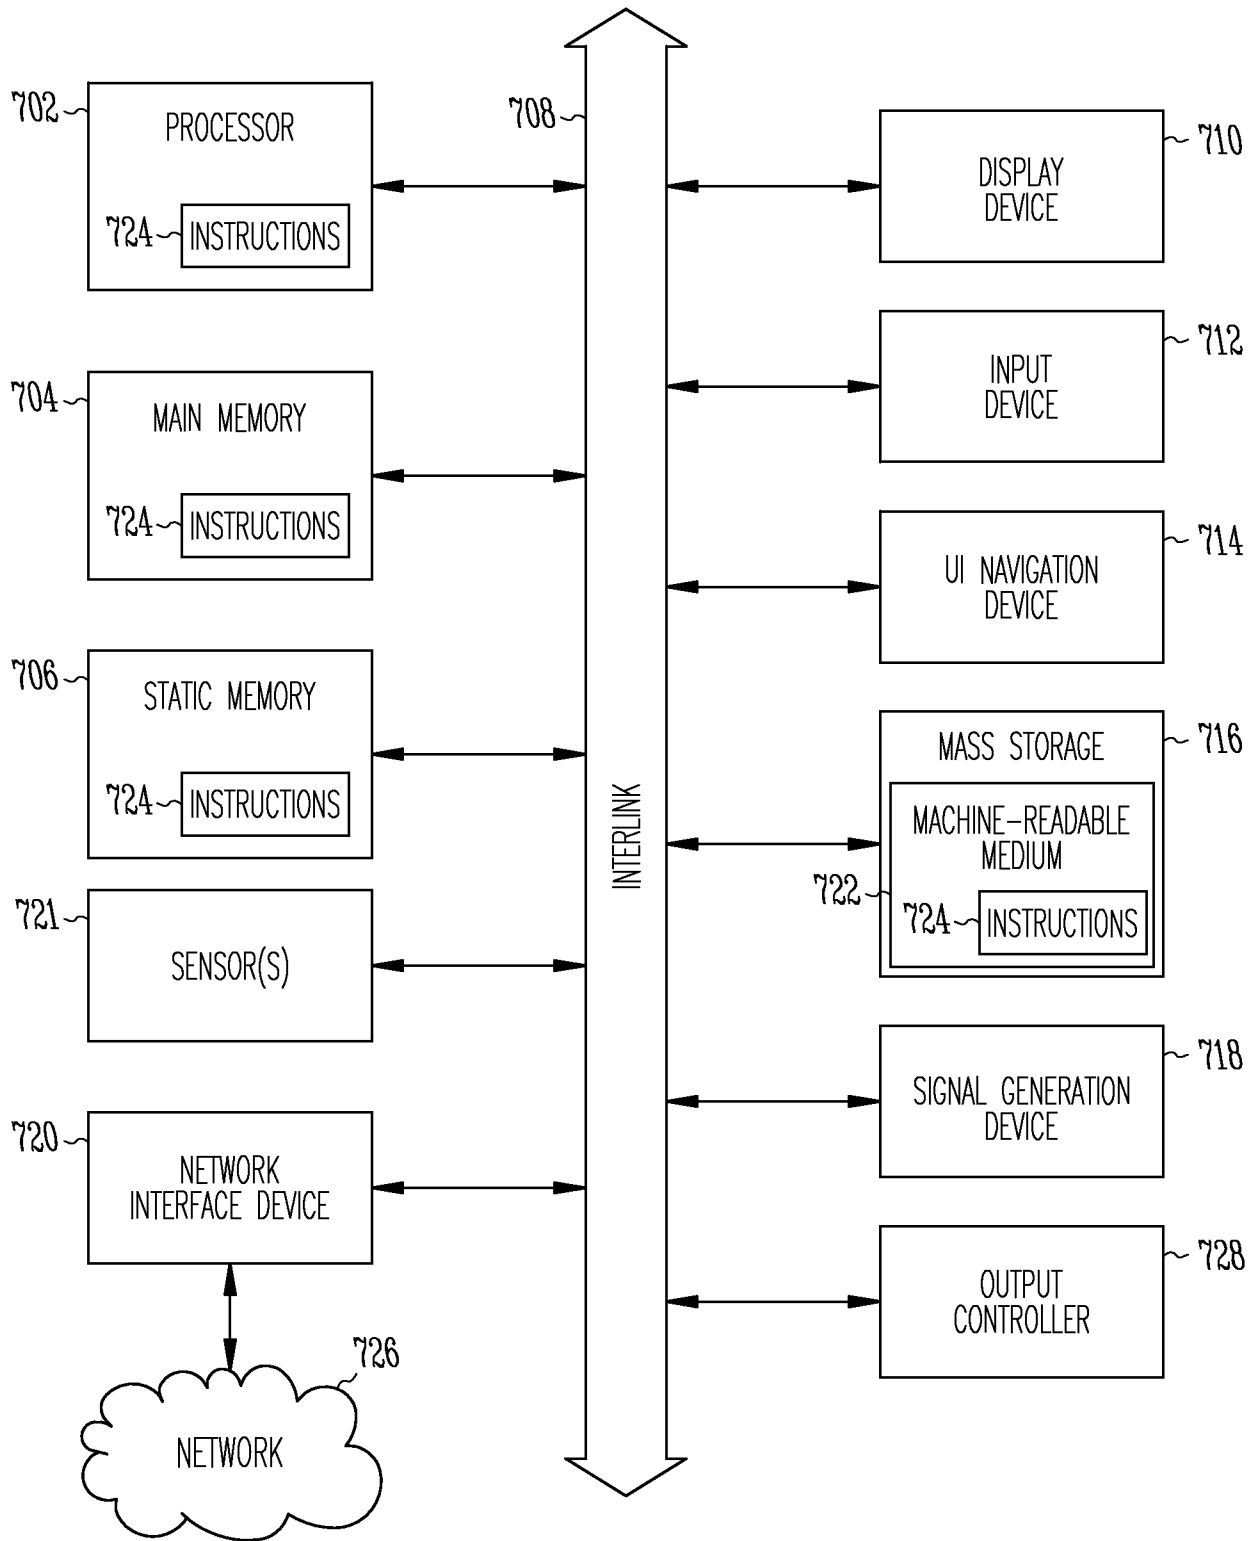 702
PROCESSOR
724
INSTRUCTIONS
704
MAIN MEMORY
724
INSTRUCTIONS
706
STATIC MEMORY
724
INSTRUCTIONS
721
SENSOR(S)
720
NETWORK
INTERFACE DEVICE
726
NETWORK
708
INTERLINK
710
DISPLAY
DEVICE
712
INPUT
DEVICE
714
UI NAVIGATION
DEVICE
716
MASS STORAGE
MACHINE-READABLE
MEDIUM
722
724
INSTRUCTIONS
718
SIGNAL GENERATION
DEVICE
728
OUTPUT
CONTROLLER